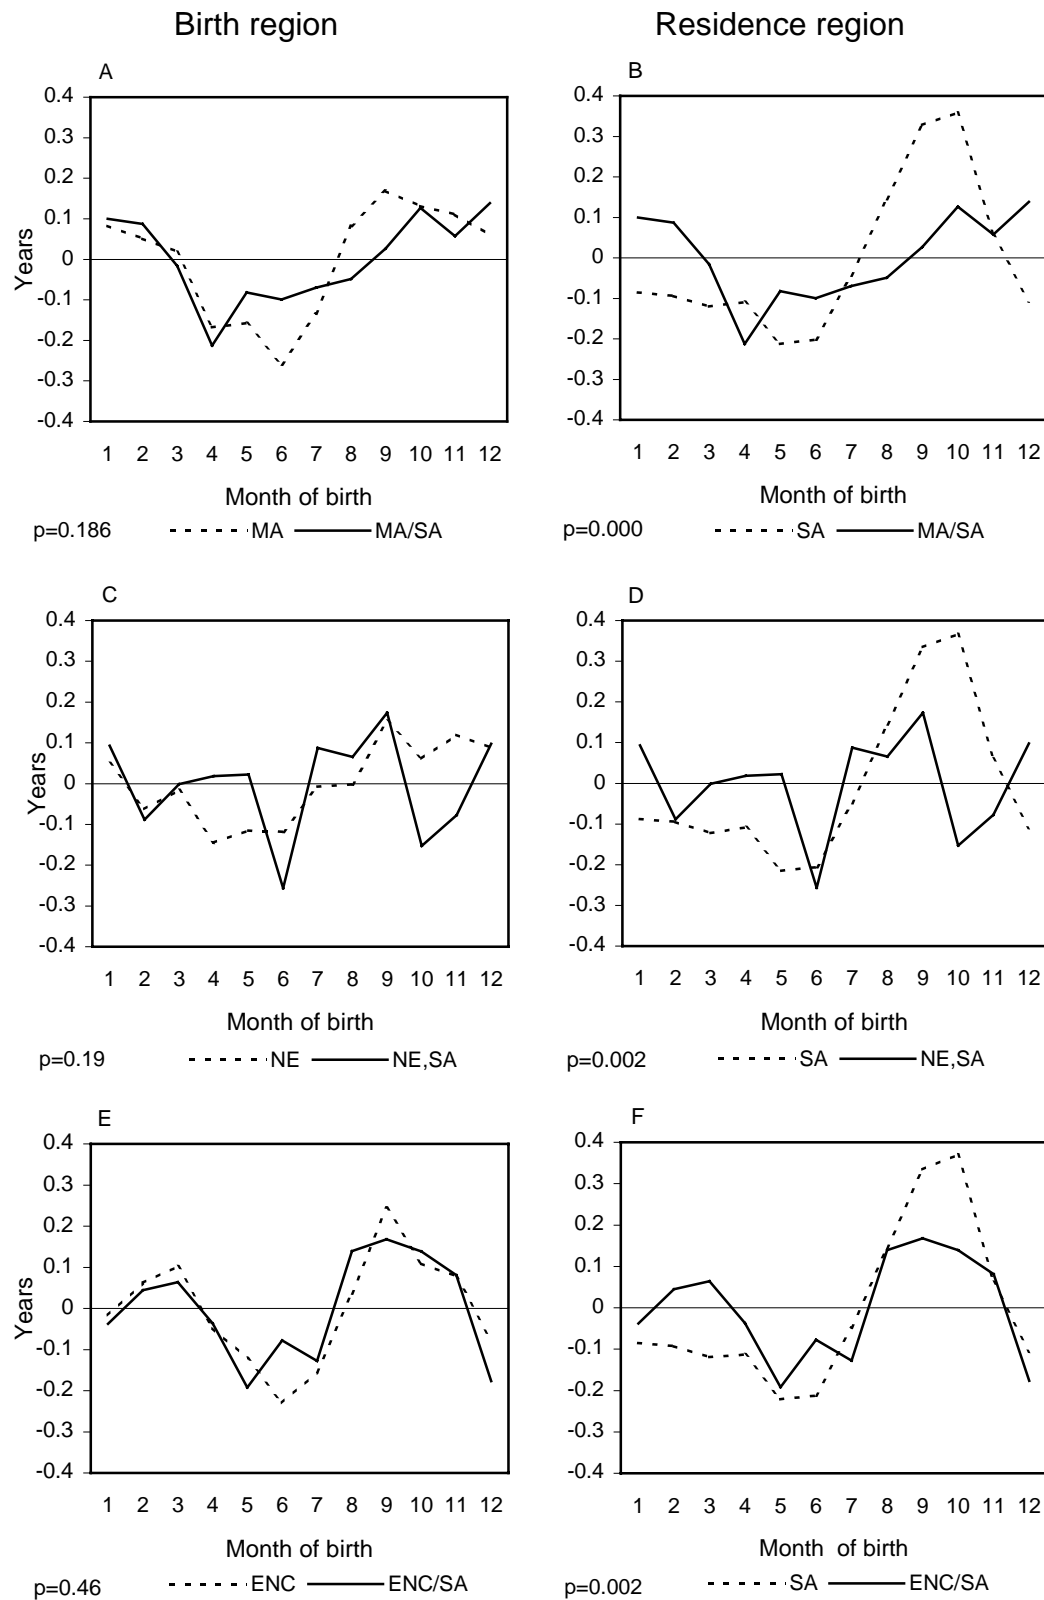 Birth region
Residence region
A
0.4
0.3
0.2
0.1
0
-0.1
-0.2
-0.3
-0.4
Years
1 2 3 4 5 6 7 8 9 10 11 12
Month of birth
p=0.186 MA MA/SA
B
0.4
0.3
0.2
0.1
0
-0.1
-0.2
-0.3
-0.4
1 2 3 4 5 6 7 8 9 10 11 12
Month of birth
p=0.000 SA MA/SA
C
0.4
0.3
0.2
0.1
0
-0.1
-0.2
-0.3
-0.4
Years
1 2 3 4 5 6 7 8 9 10 11 12
Month of birth
p=0.19 NE NE,SA
D
0.4
0.3
0.2
0.1
0
-0.1
-0.2
-0.3
-0.4
1 2 3 4 5 6 7 8 9 10 11 12
Month of birth
p=0.002 SA NE,SA
E
0.4
0.3
0.2
0.1
0
-0.1
-0.2
-0.3
-0.4
Years
1 2 3 4 5 6 7 8 9 10 11 12
Month of birth
p=0.46 ENC ENC/SA
F
0.4
0.3
0.2
0.1
0
-0.1
-0.2
-0.3
-0.4
1 2 3 4 5 6 7 8 9 10 11 12
Month of birth
p=0.002 SA ENC/SA